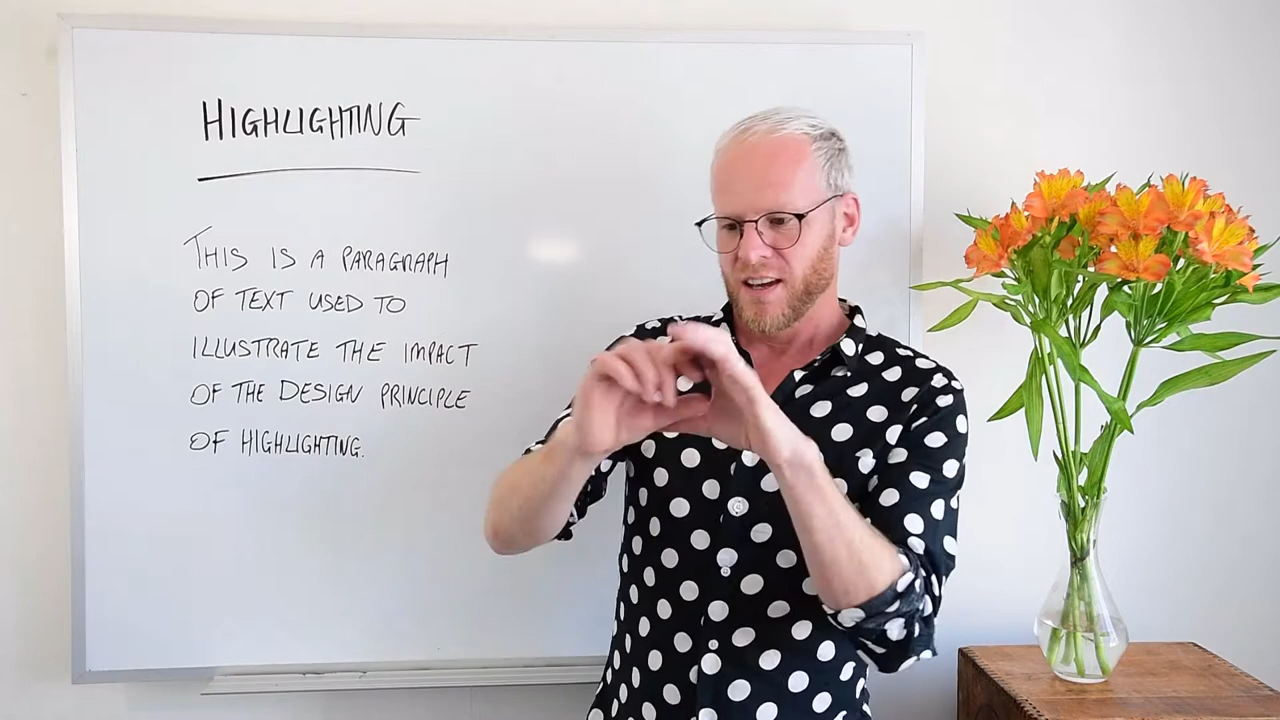 HIGHLIGHTING
THIS IS A PARAGRAPH
OF TEXT USED TO
ILLUSTRATE THE IMPACT
OF THE DESIGN PRINCIPLE
OF HIGHLIGHTING.